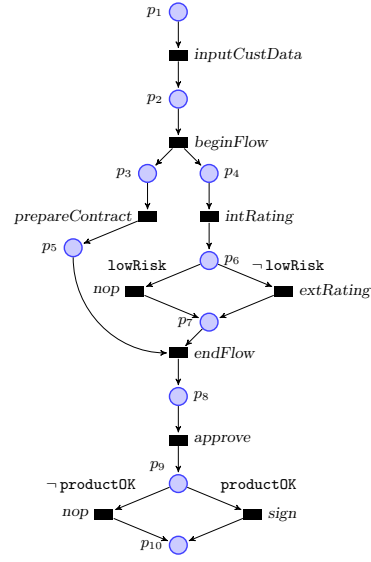 p1
inputCustData
p2
beginFlow
p3 p4
prepareContract intRating
p5 p6
lowRisk ¬ lowRisk
nop extRating
p7
endFlow
p8
approve
p9
¬ productOK productOK
nop sign
p10